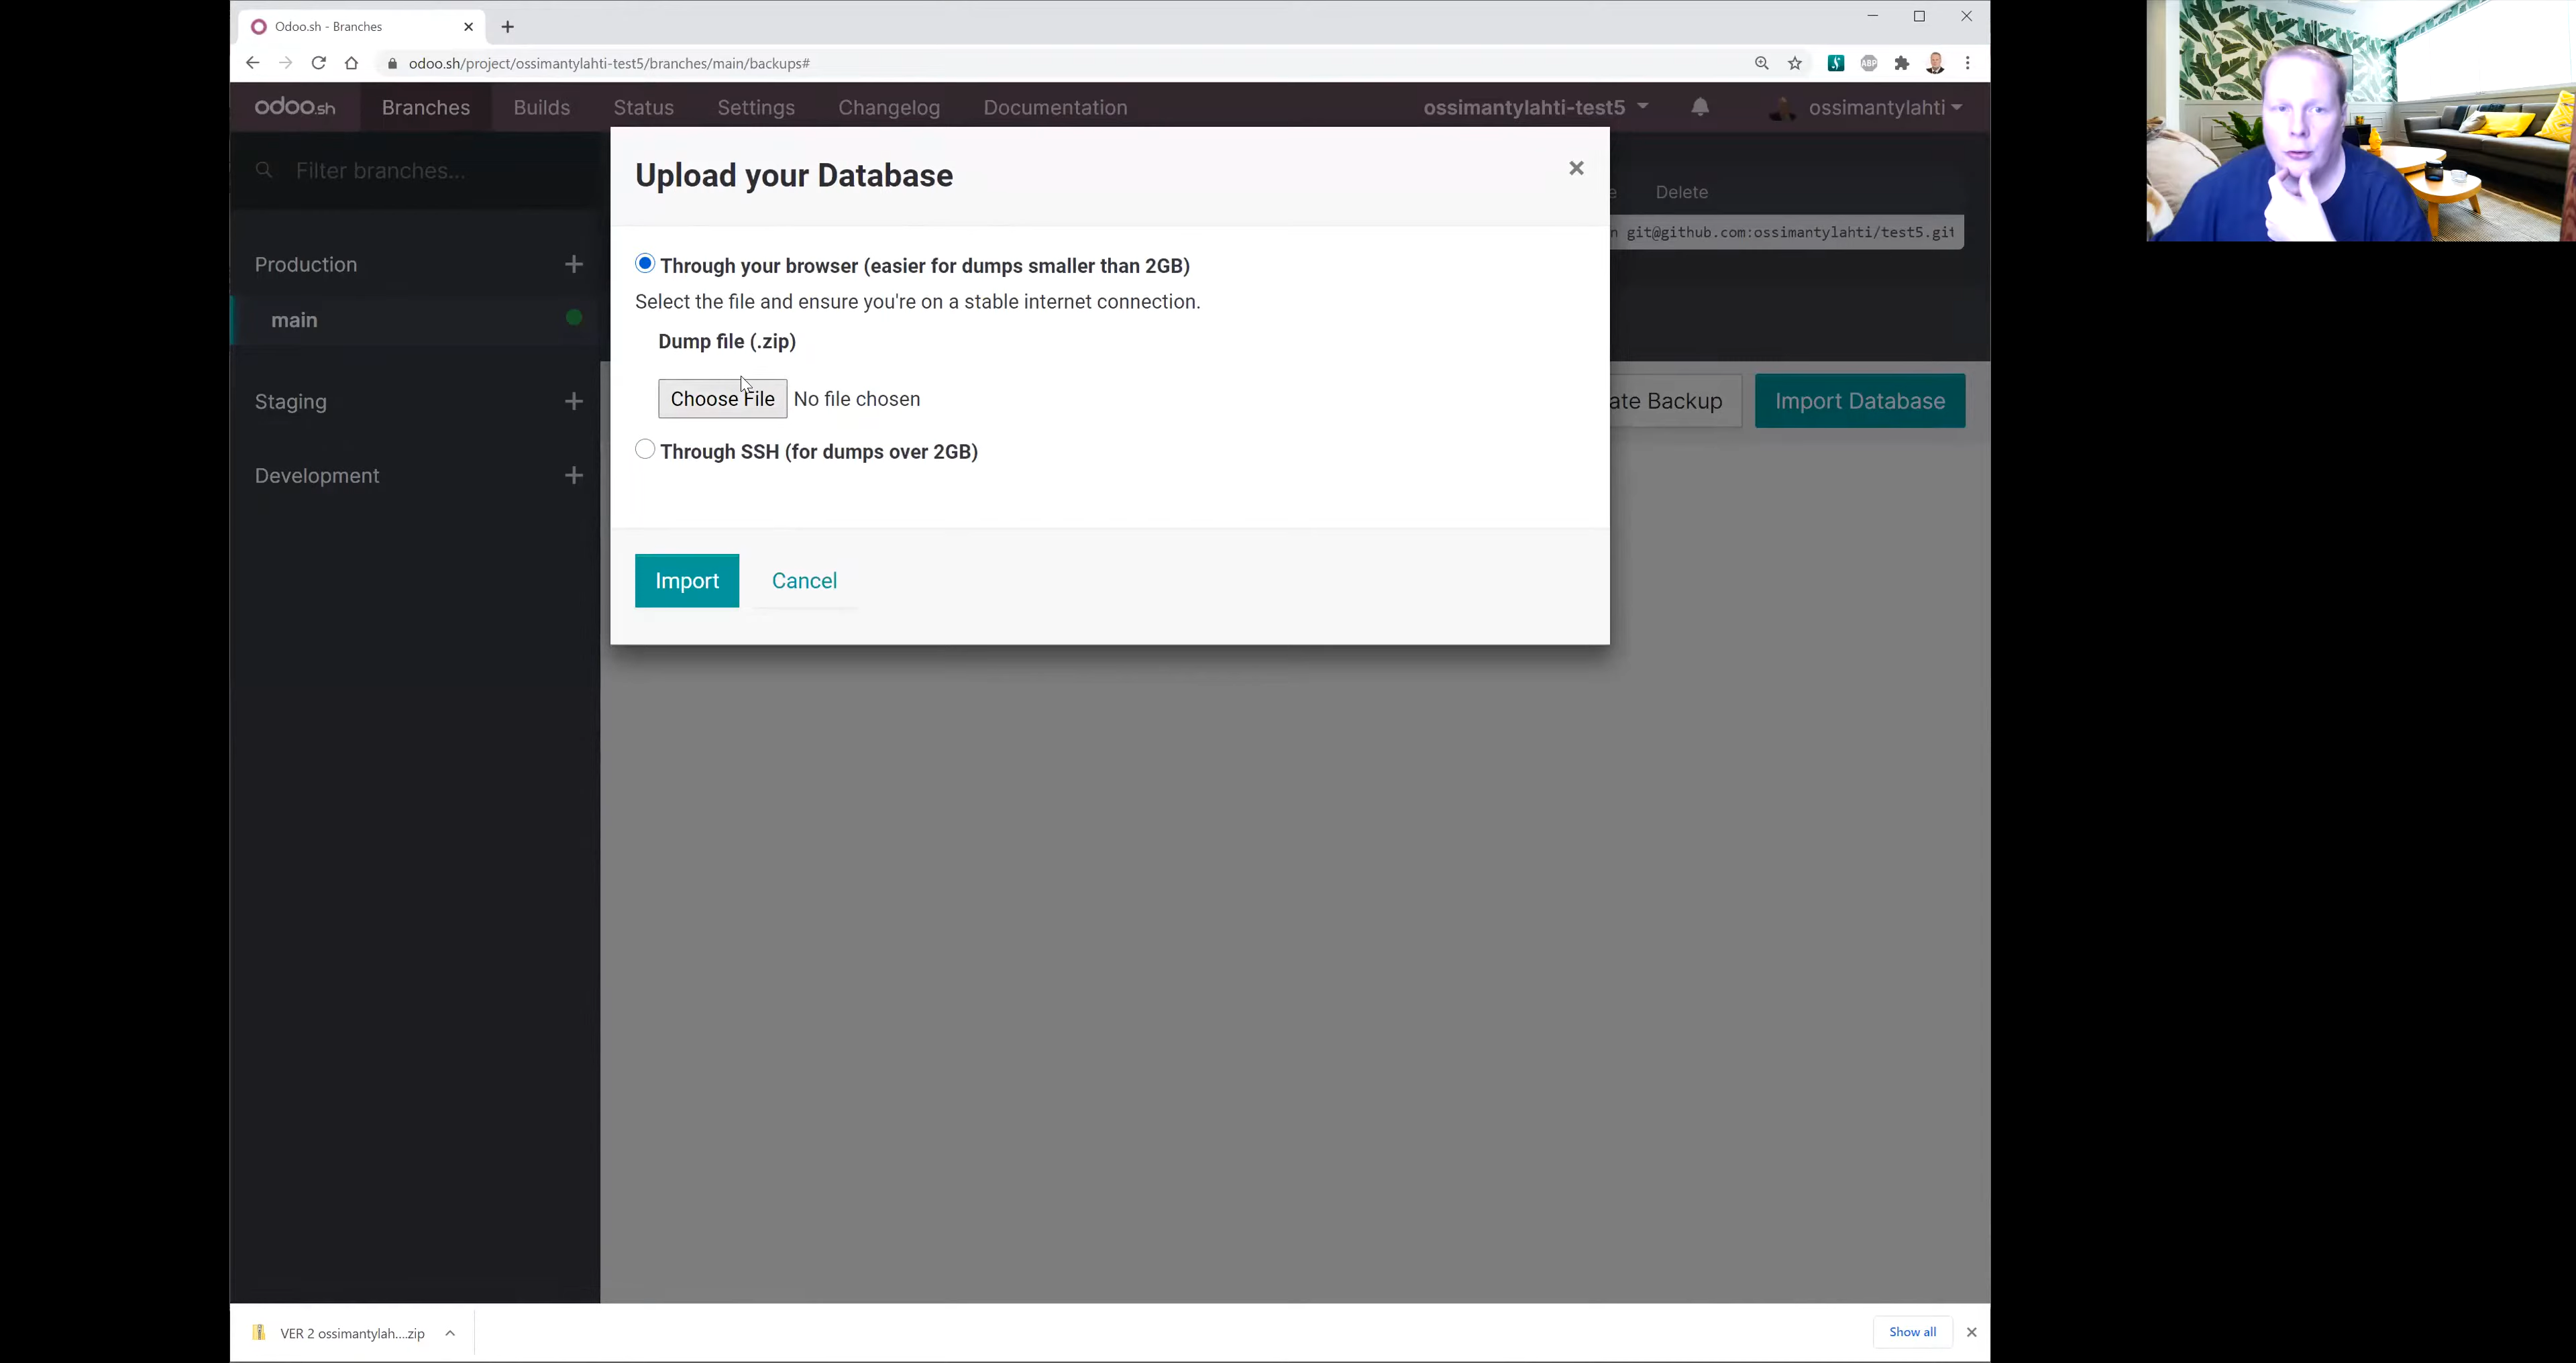 Odoo.sh - Branches
odoo.sh/project/ossimantylahti-test5/branches/main/backups#
ABP
odoo.sh Branches Builds Status Settings Changelog Documentation ossimantylahti-test5 ossimantylahti
Filter branches...
Upload your Database
e Delete
n git@github.com:ossimantylahti/test5.git
Production
Through your browser (easier for dumps smaller than 2GB)
Select the file and ensure you're on a stable internet connection.
main
Dump file (.zip)
Choose File No file chosen
Staging
ate Backup Import Database
Through SSH (for dumps over 2GB)
Development
Import Cancel
VER 2 ossimantylah....zip
Show all